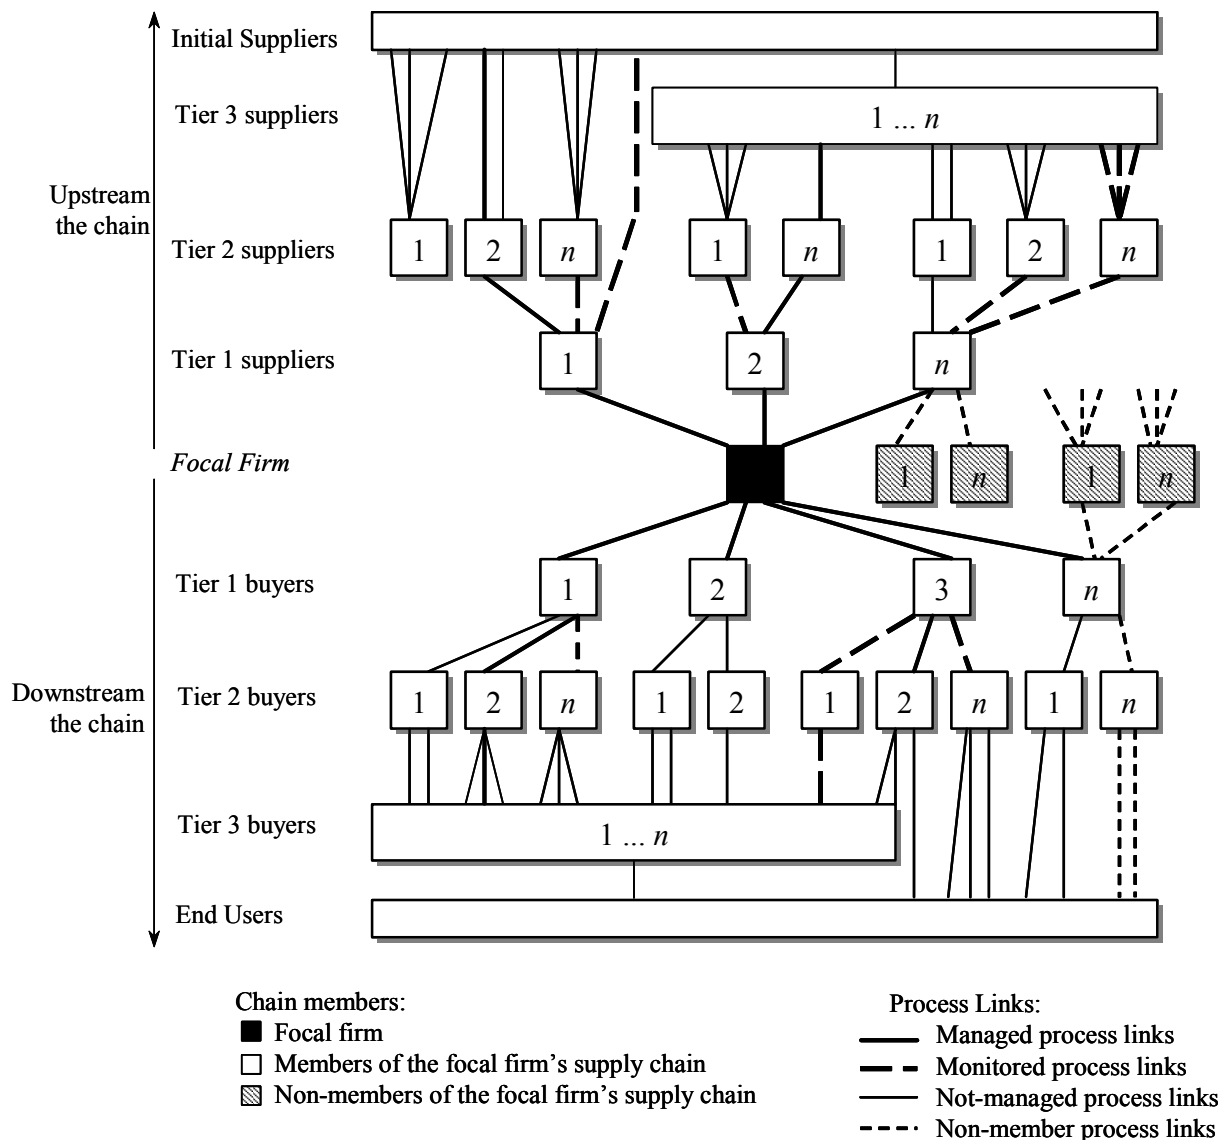 Initial Suppliers
Tier 3 suppliers
1 ... n
Upstream
the chain
Tier 2 suppliers
1 2 n 1 n 1 2 n
Tier 1 suppliers
1 2 n
Focal Firm
1 n 1 n
Tier 1 buyers
1 2 3 n
Downstream
the chain
Tier 2 buyers
1 2 n 1 2 1 2 n 1 n
Tier 3 buyers
1 ... n
End Users
Chain members:
Focal firm
Members of the focal firm's supply chain
Non-members of the focal firm's supply chain
Process Links:
Managed process links
Monitored process links
Not-managed process links
Non-member process links